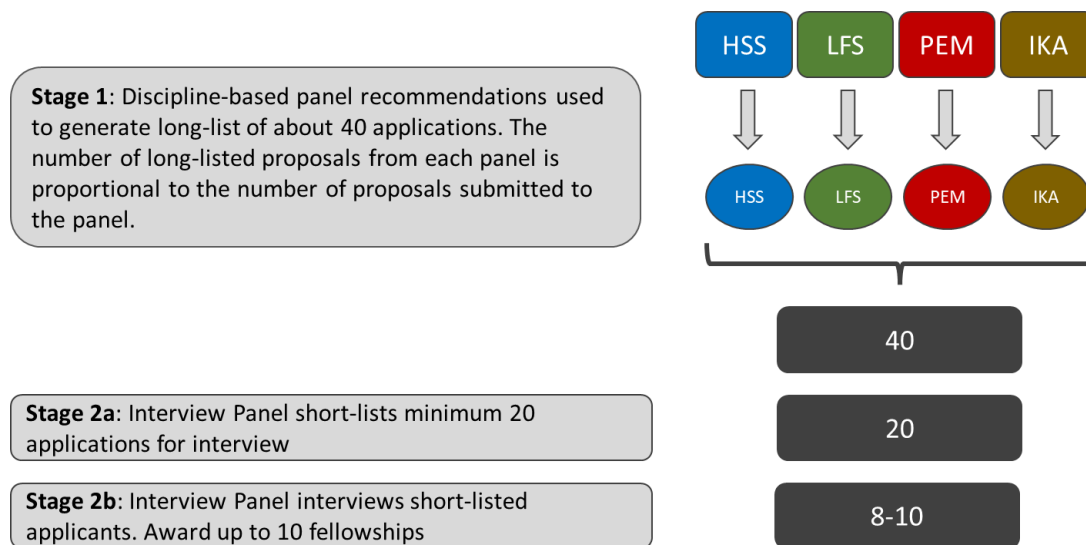 HSS LFS PEM IKA
Stage 1: Discipline-based panel recommendations used
to generate long-list of about 40 applications. The
number of long-listed proposals from each panel is
proportional to the number of proposals submitted to
the panel.
HSS LFS PEM IKA
40
Stage 2a: Interview Panel short-lists minimum 20
applications for interview
20
Stage 2b: Interview Panel interviews short-listed
applicants. Award up to 10 fellowships
8-10